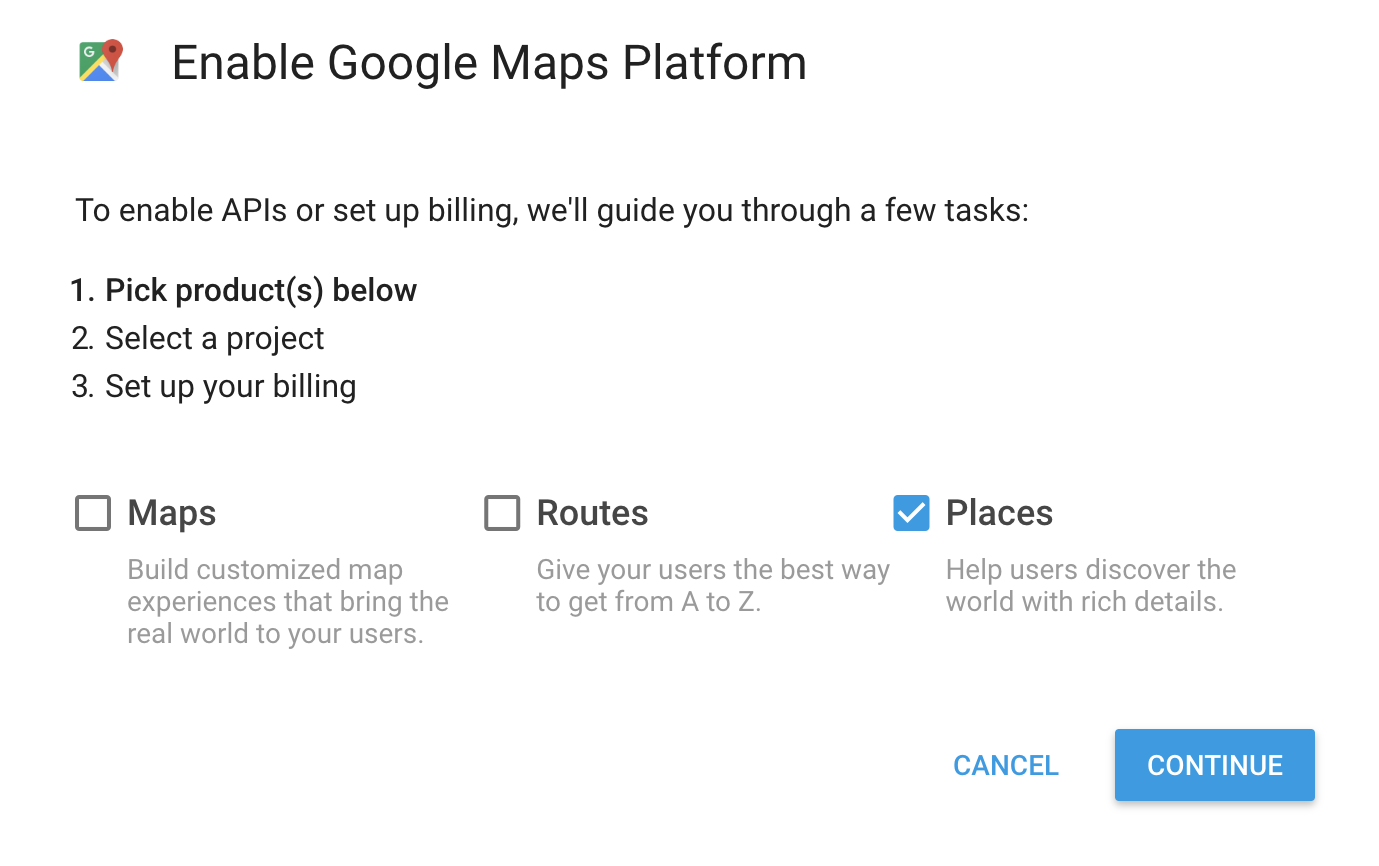 G
Enable Google Maps Platform
To enable APIs or set up billing, we'll guide you through a few tasks:
1. Pick product(s) below
2. Select a project
3. Set up your billing
Maps
Build customized map
experiences that bring the
real world to your users.
Routes
Give your users the best way
to get from A to Z.
Places
Help users discover the
world with rich details.
CANCEL
CONTINUE